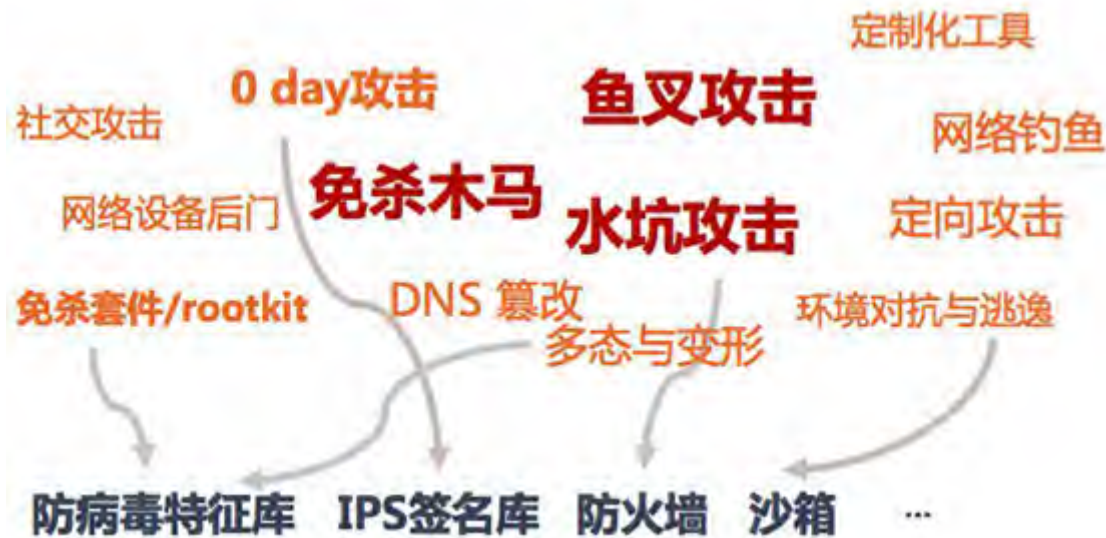 定制化工具
0 day攻击
鱼叉攻击
社交攻击
网络钓鱼
免杀木马
网络设备后门
水坑攻击
定向攻击
免杀套件/rootkit
DNS 篡改
环境对抗与逃逸
多态与变形
防病毒特征库 IPS签名库 防火墙 沙箱 ...